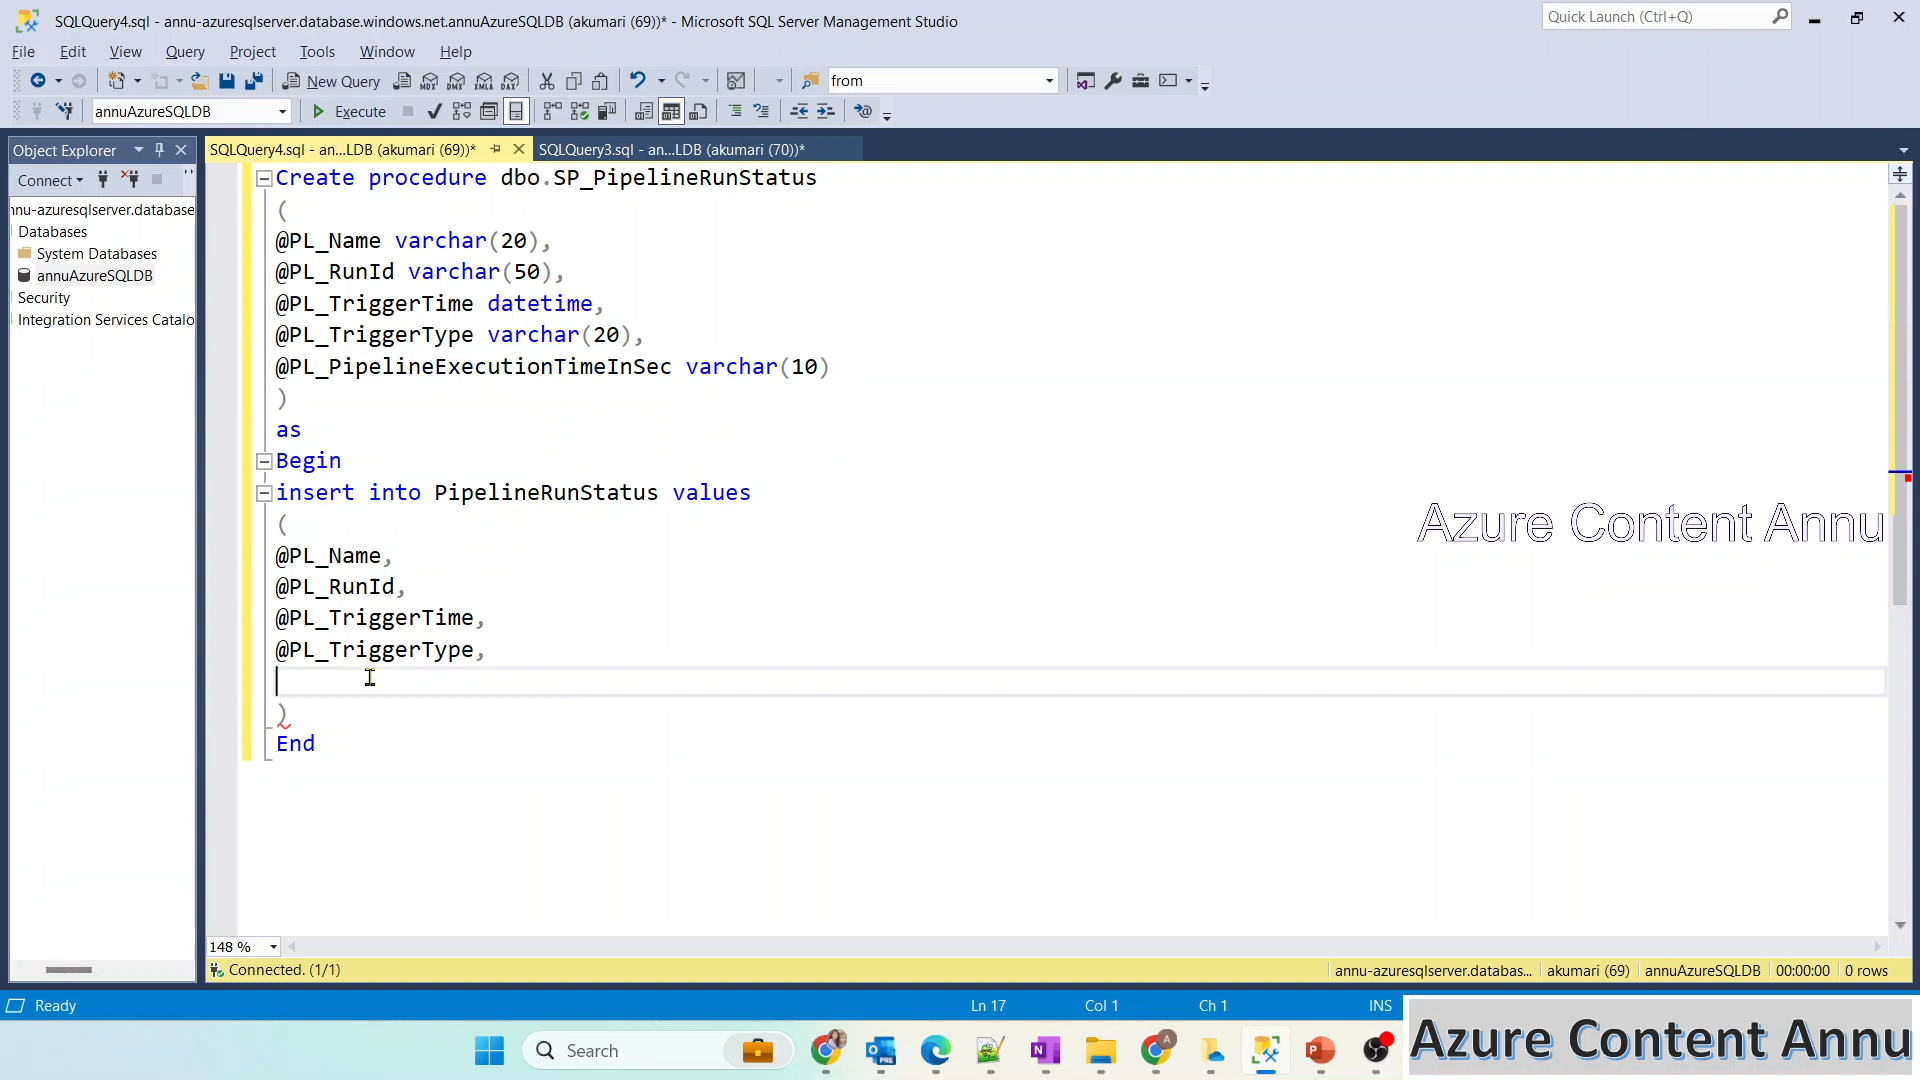 SQLQuery4.sql - annu-azuresqlserver.database.windows.net.annuAzureSQLDB (akumari (69))* - Microsoft SQL Server Management Studio
Quick Launch (Ctrl+Q)
File Edit View Query Project Tools Window Help
New Query MDX DMX XMLA DAX from
annuAzureSQLDB Execute
Object Explorer
SQLQuery4.sql - an...LDB (akumari (69))* SQLQuery3.sql - an...LDB (akumari (70))*
Connect
nnu-azuresqlserver.database
Databases
System Databases
annuAzureSQLDB
Security
Integration Services Catalo
Create procedure dbo.SP_PipelineRunStatus
(
@PL_Name varchar(20),
@PL_RunId varchar(50),
@PL_TriggerTime datetime,
@PL_TriggerType varchar(20),
@PL_PipelineExecutionTimeInSec varchar(10)
)
as
Begin
insert into PipelineRunStatus values
(
@PL_Name,
@PL_RunId,
@PL_TriggerTime,
@PL_TriggerType,
)
End
Azure Content Annu
148 %
Connected. (1/1) annu-azuresqlserver.databas... akumari (69) annuAzureSQLDB 00:00:00 0 rows
Ready Ln 17 Col 1 Ch 1 INS
Search
Azure Content Annu